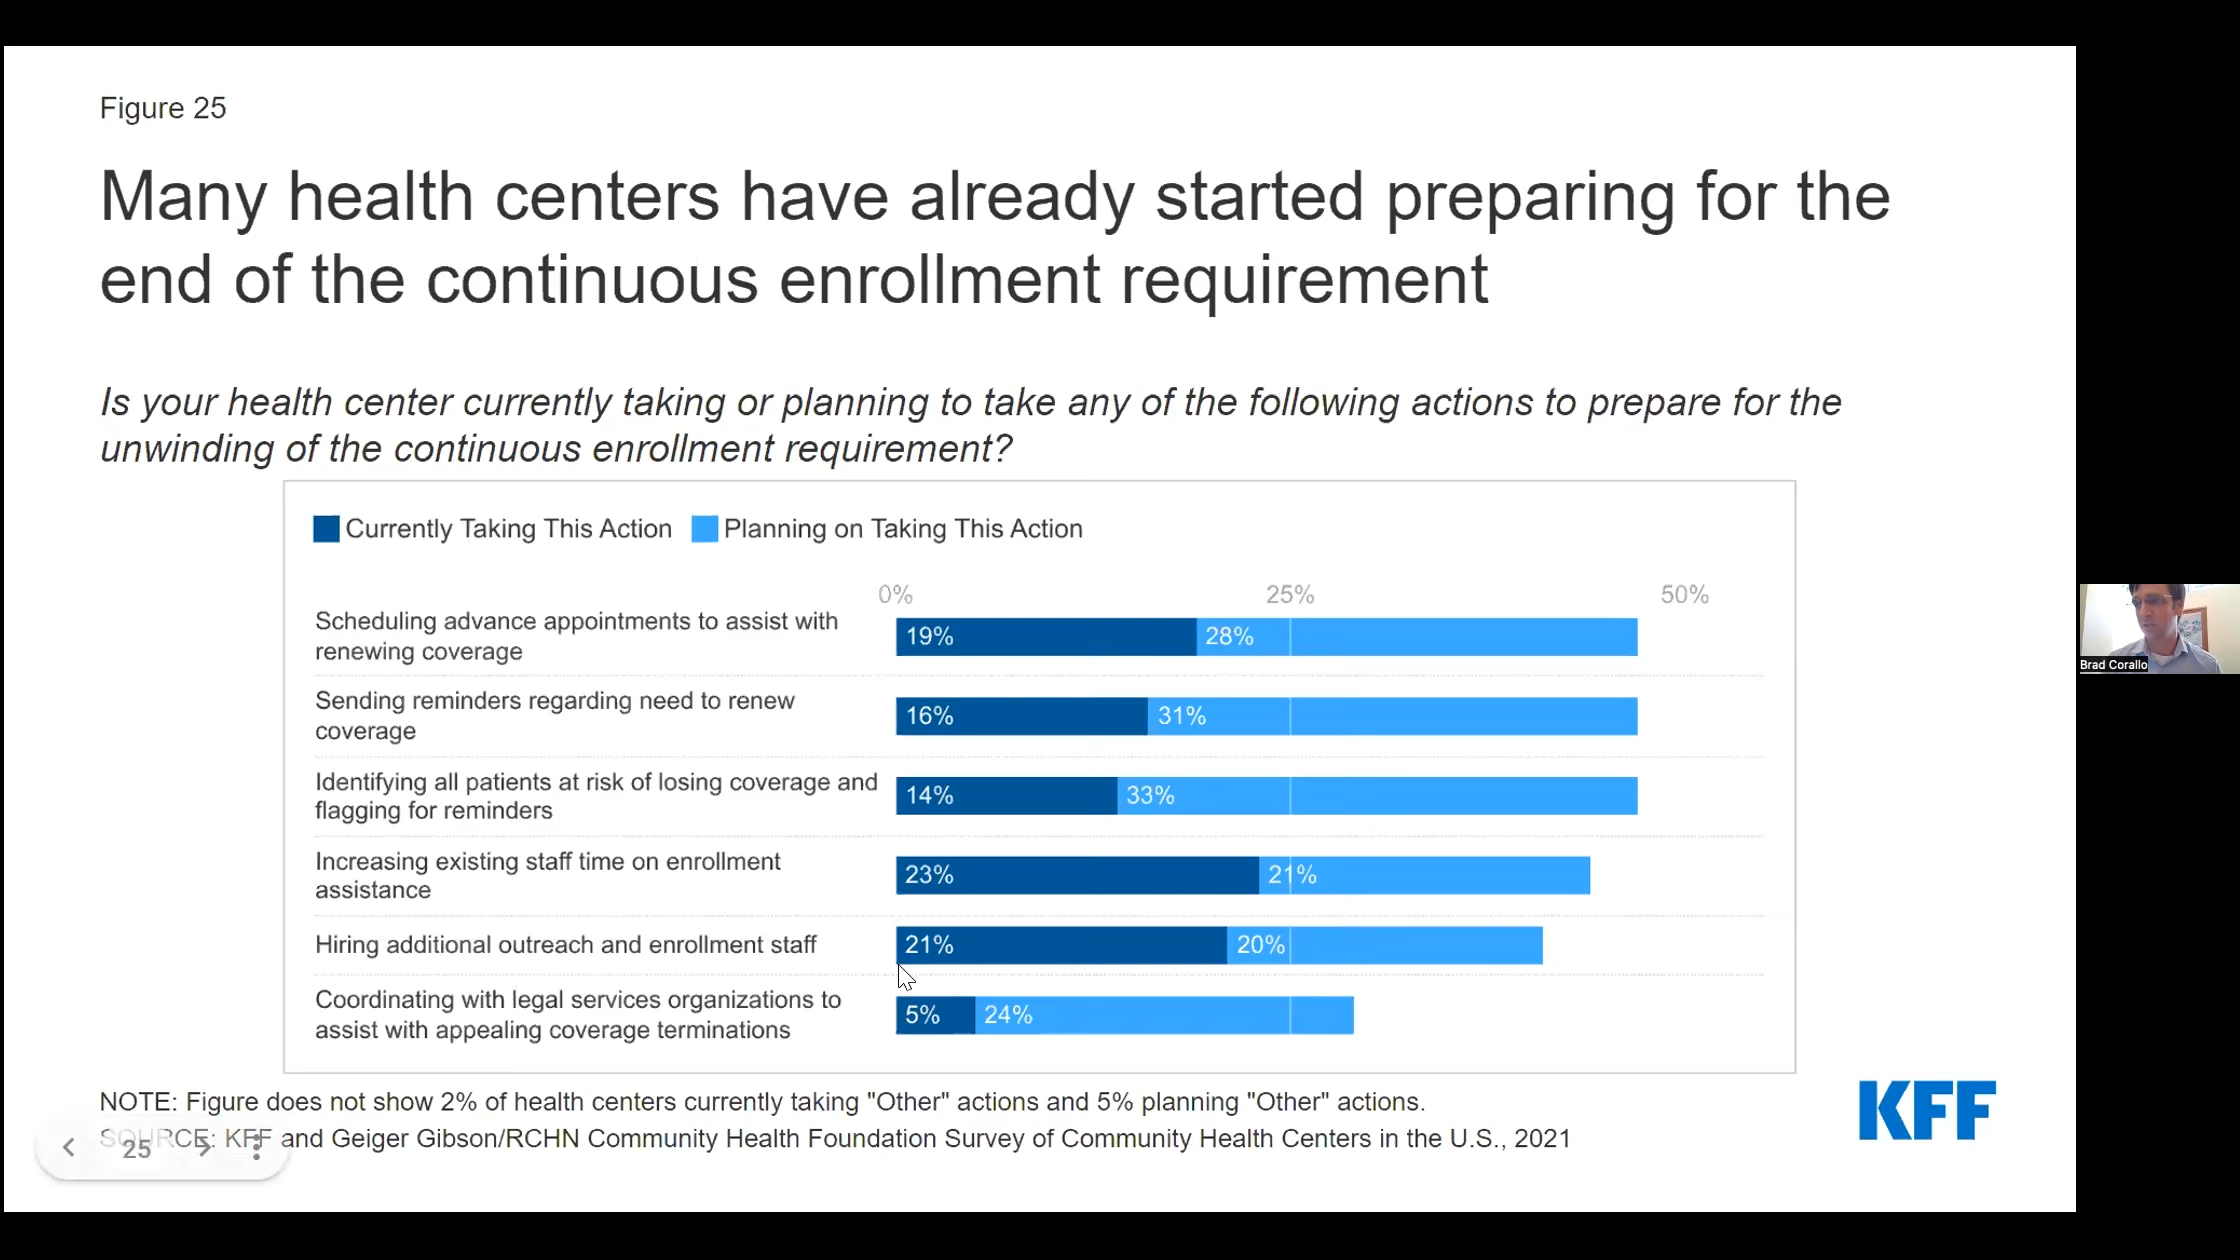 Figure 25
Many health centers have already started preparing for the
end of the continuous enrollment requirement
Is your health center currently taking or planning to take any of the following actions to prepare for the
unwinding of the continuous enrollment requirement?
Currently Taking This Action Planning on Taking This Action
0% 25% 50%
Scheduling advance appointments to assist with
renewing coverage
19% 28%
Sending reminders regarding need to renew
coverage
16% 31%
Identifying all patients at risk of losing coverage and
flagging for reminders
14% 33%
Increasing existing staff time on enrollment
assistance
23% 21%
Hiring additional outreach and enrollment staff
21% 20%
Coordinating with legal services organizations to
assist with appealing coverage terminations
5% 24%
NOTE: Figure does not show 2% of health centers currently taking "Other" actions and 5% planning "Other" actions.
SOURCE: KFF and Geiger Gibson/RCHN Community Health Foundation Survey of Community Health Centers in the U.S., 2021
25
KFF
Brad Corallo